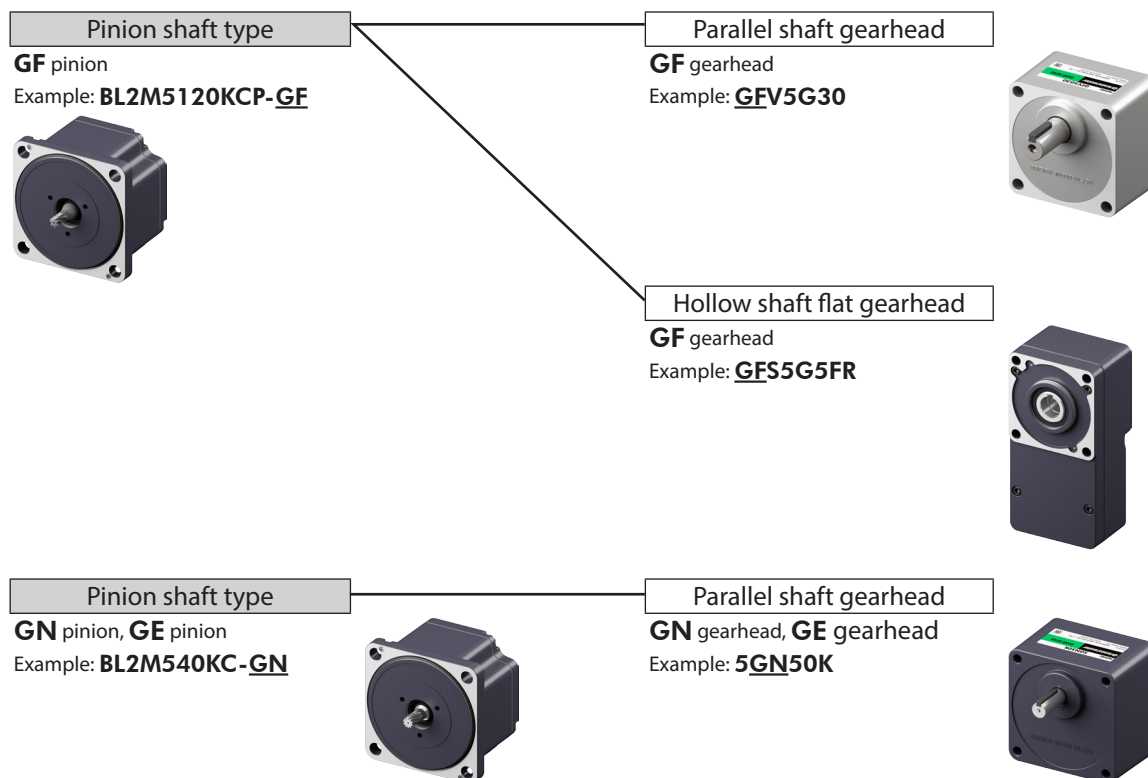 Pinion shaft type
GF pinion
Example: BL2M5120KCP-GF
Parallel shaft gearhead
GF gearhead
Example: GFV5G30
Hollow shaft flat gearhead
GF gearhead
Example: GFS5G5FR
Pinion shaft type
GN pinion, GE pinion
Example: BL2M540KC-GN
Parallel shaft gearhead
GN gearhead, GE gearhead
Example: 5GN50K